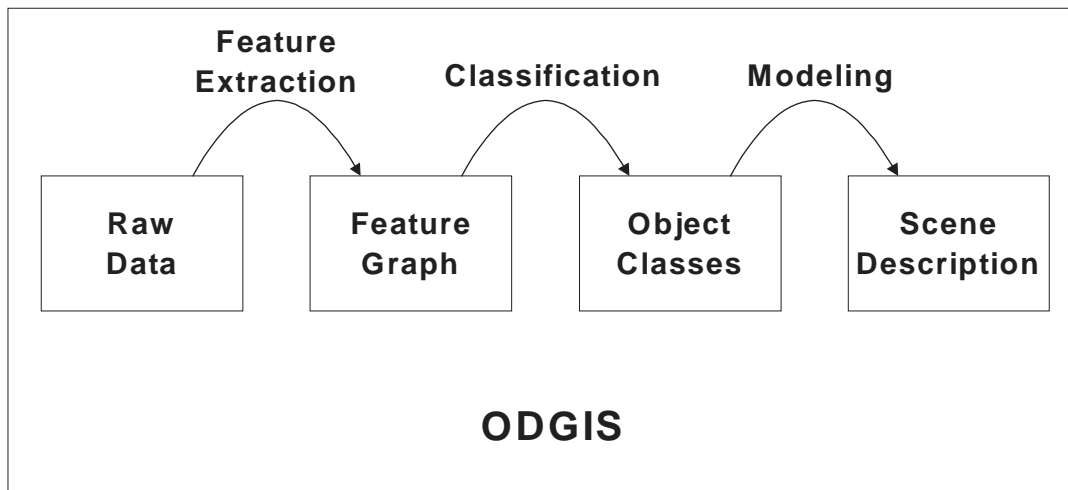 Feature
Extraction
Classification
Modeling
Raw
Data
Feature
Graph
Object
Classes
Scene
Description
ODGIS